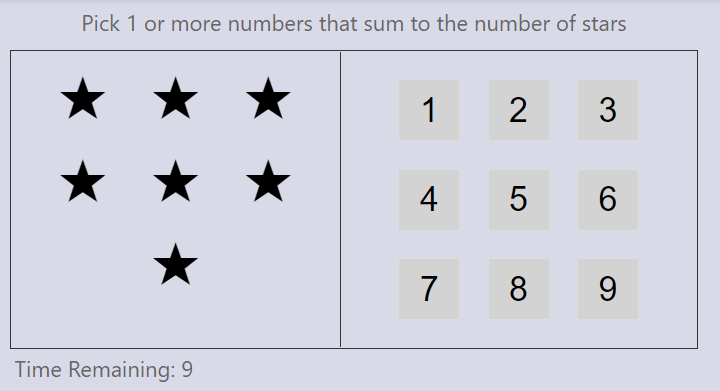 Pick 1 or more numbers that sum to the number of stars
1 2 3
4 5 6
7 8 9
Time Remaining: 9